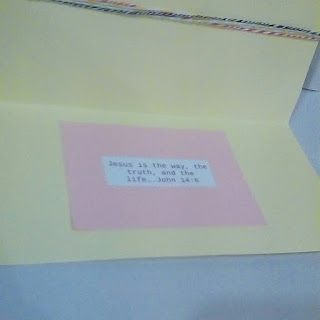 Jesus is the way, the
truth, and the
life..John 14:6